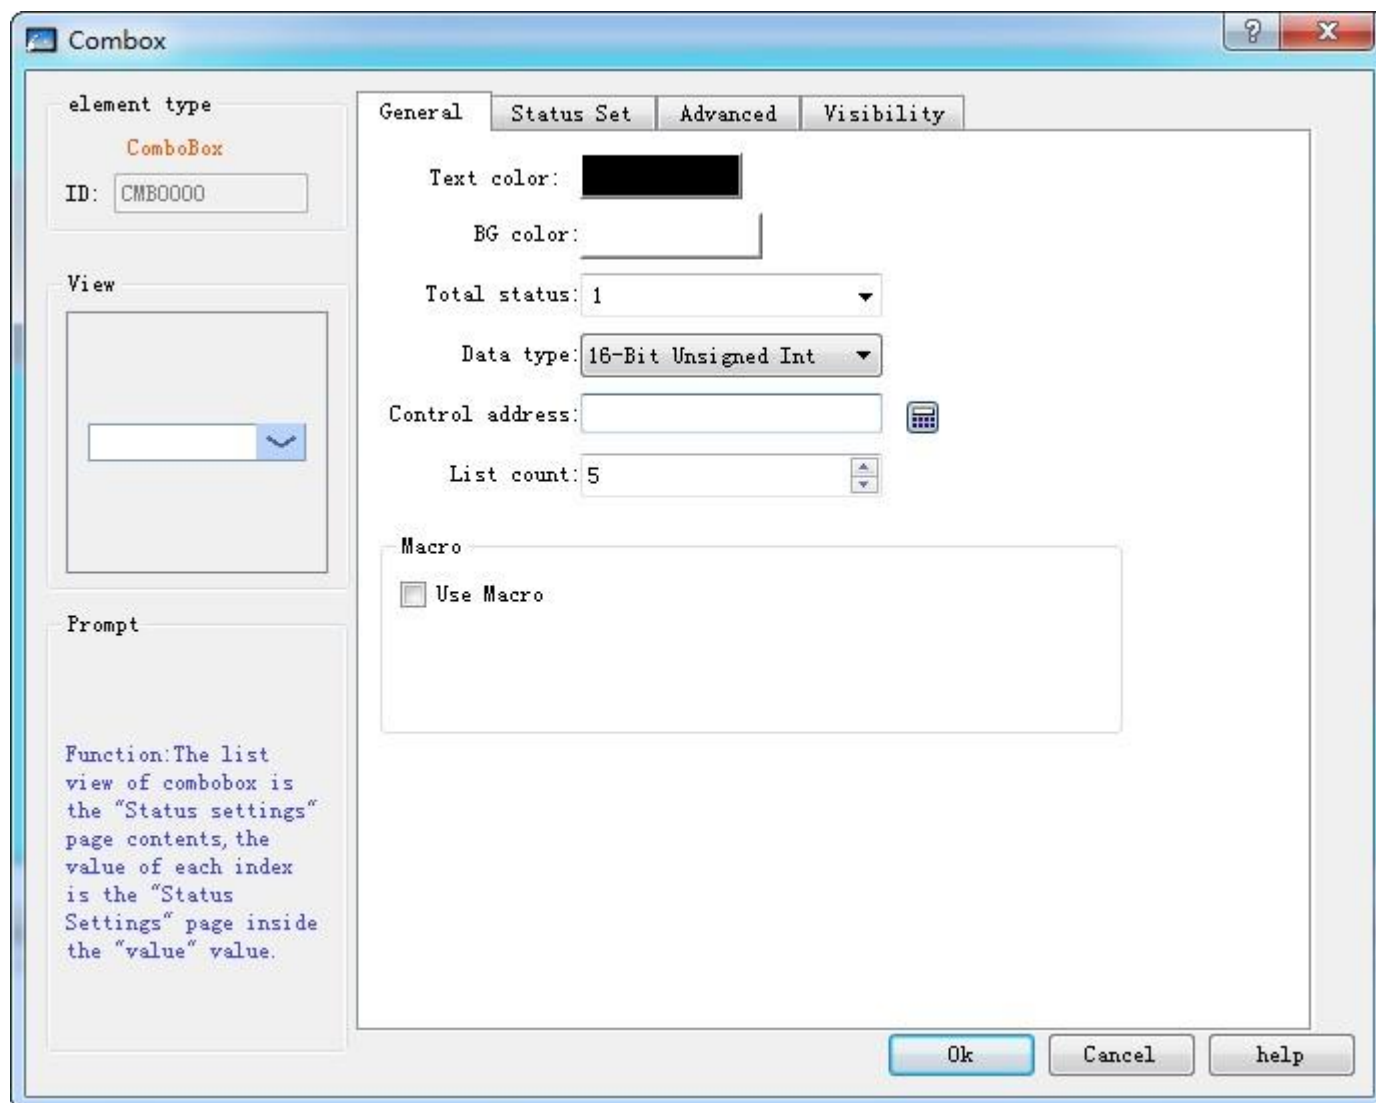 Combox
element type
ComboBox
ID: CMB0000
View
Prompt
Function:The list
view of combobox is
the "Status settings"
page contents,the
value of each index
is the "Status
Settings" page inside
the "value" value.
General Status Set Advanced Visibility
Text color:
BG color:
Total status: 1
Data type: 16-Bit Unsigned Int
Control address:
List count: 5
Macro
Use Macro
Ok Cancel help